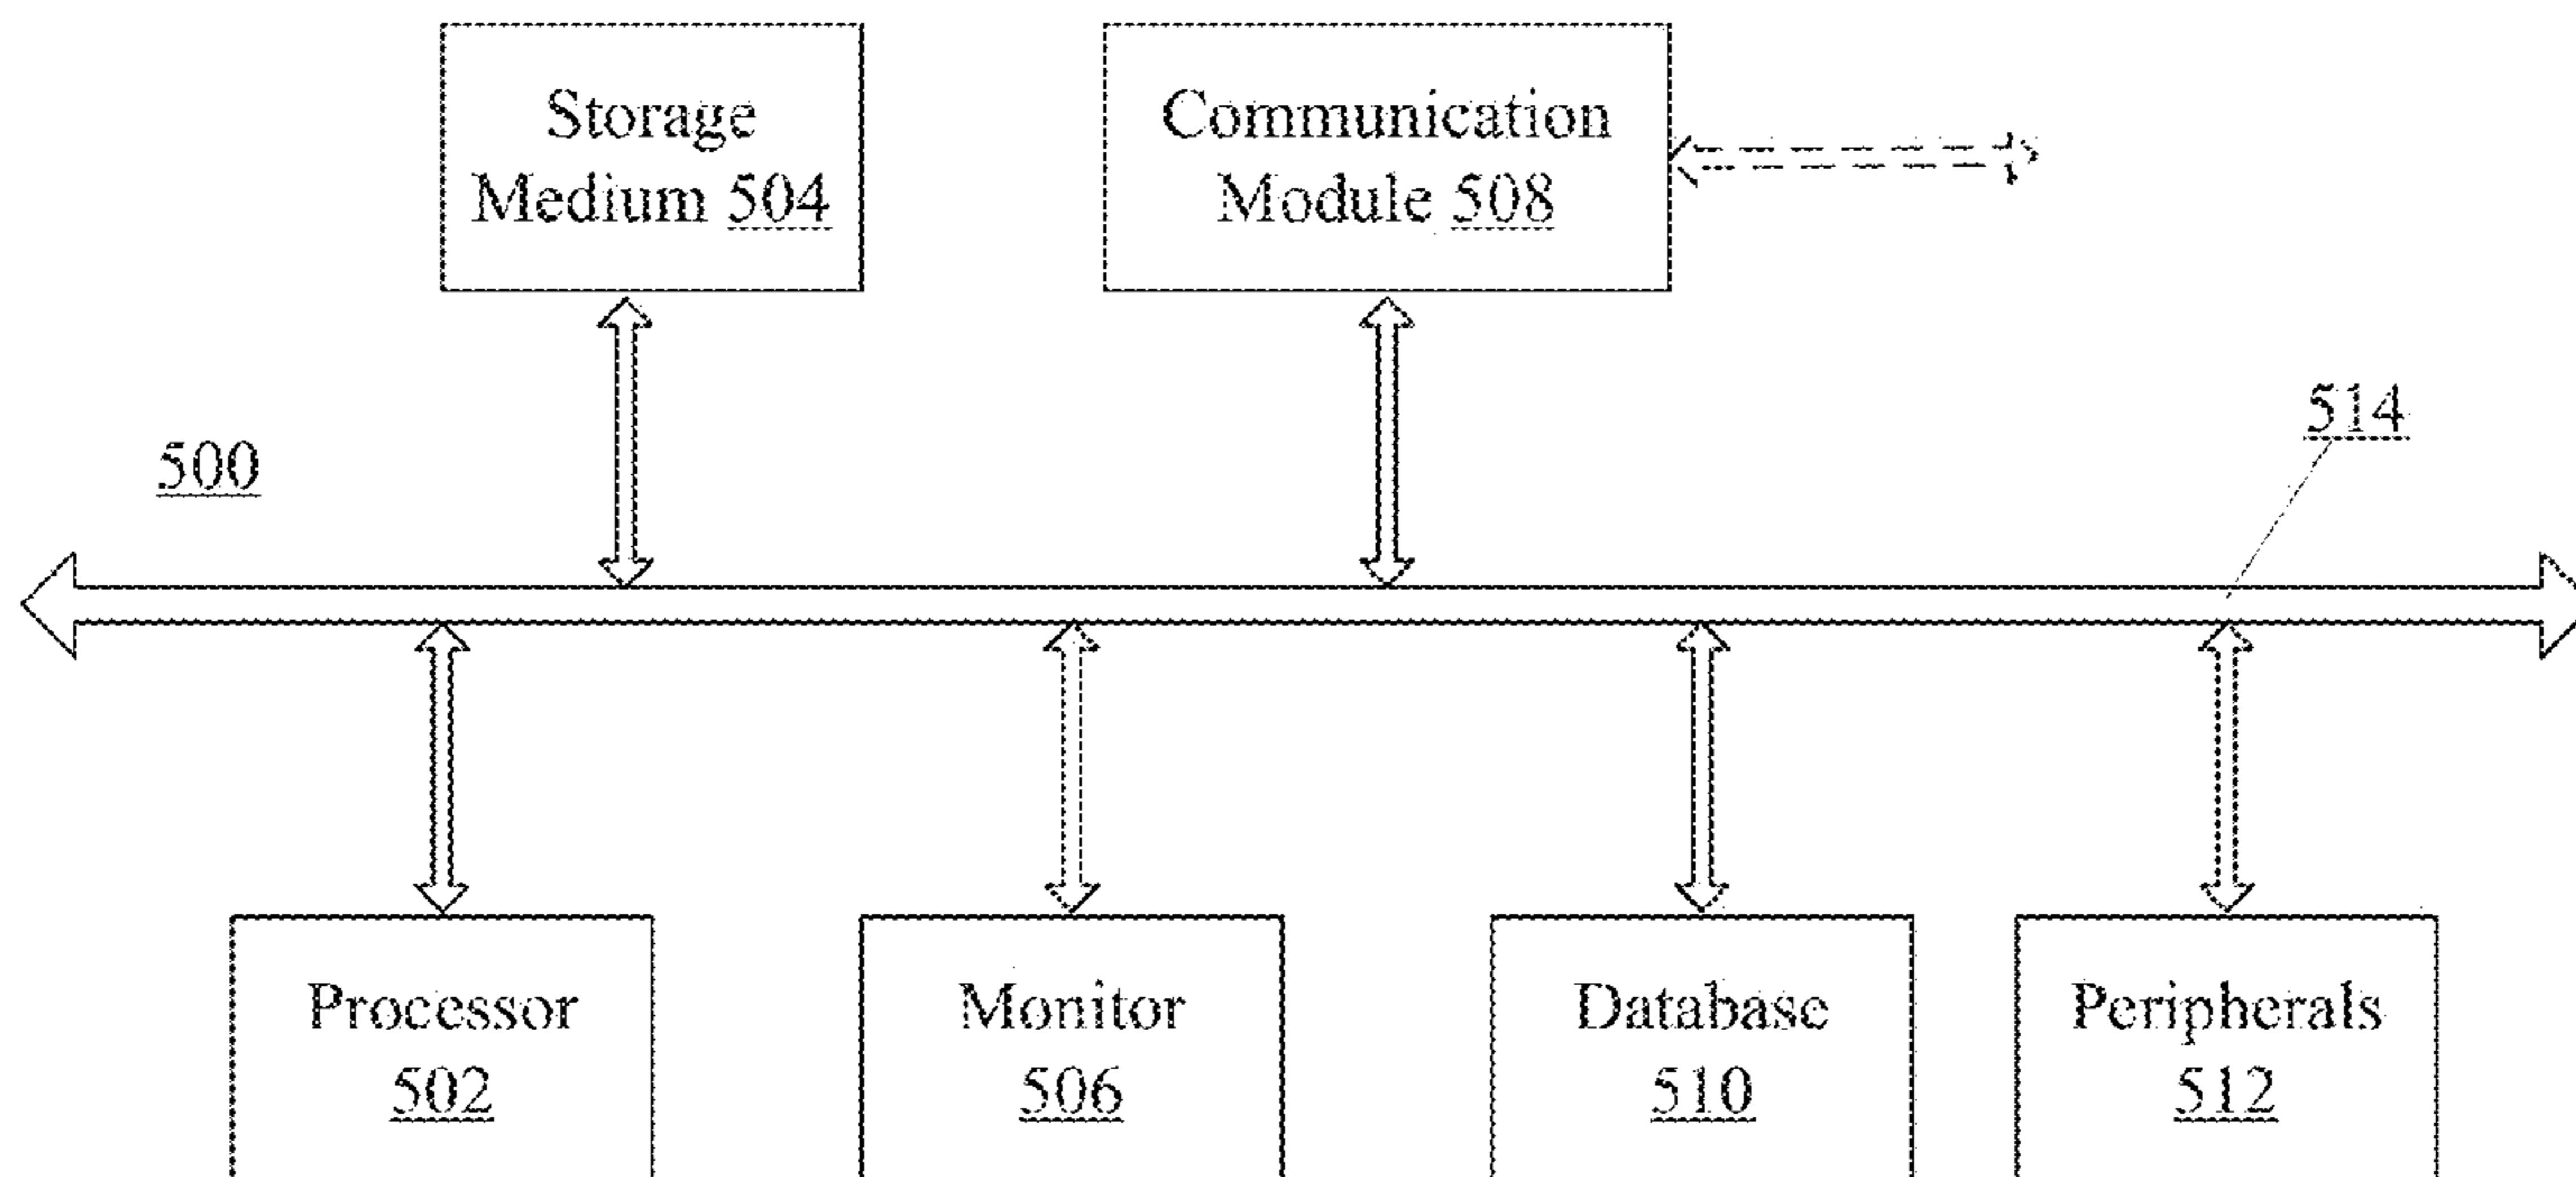 Storage
Medium 504
Communication
Module 508
500
514
Processor
502
Monitor
506
Database
510
Peripherals
512